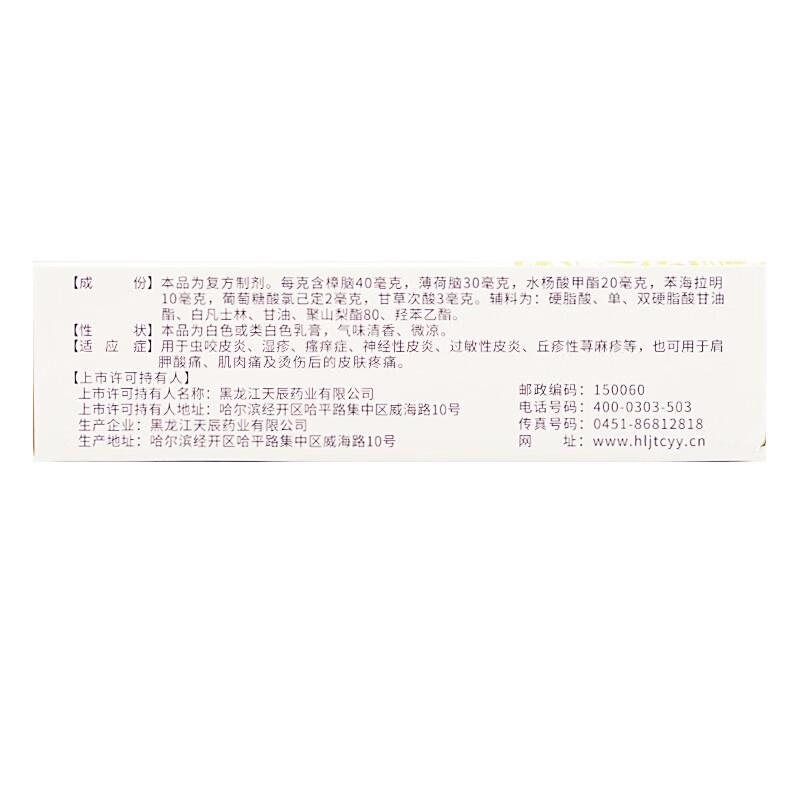 【成份】本品为复方制剂。每克含樟脑40毫克，薄荷脑30毫克，水杨酸甲酯20毫克，苯海拉明
10毫克，葡萄糖酸氯己定2毫克，甘草次酸3毫克。辅料为：硬脂酸、单、双硬脂酸甘油
酯、白凡士林、甘油、聚山梨酯80、羟苯乙酯。
【性状】本品为白色或类白色乳膏，气味清香、微凉。
【适应症】用于虫咬皮炎、湿疹、瘙痒症、神经性皮炎、过敏性皮炎、丘疹性荨麻疹等，也可用于肩
胛酸痛、肌肉痛及烫伤后的皮肤疼痛。
【上市许可持有人】
上市许可持有人名称：黑龙江天辰药业有限公司
上市许可持有人地址：哈尔滨经开区哈平路集中区威海路10号
生产企业：黑龙江天辰药业有限公司
生产地址：哈尔滨经开区哈平路集中区威海路10号
邮政编码：150060
电话号码：400-0303-503
传真号码：0451-86812818
网址：www.hljtcyy.cn